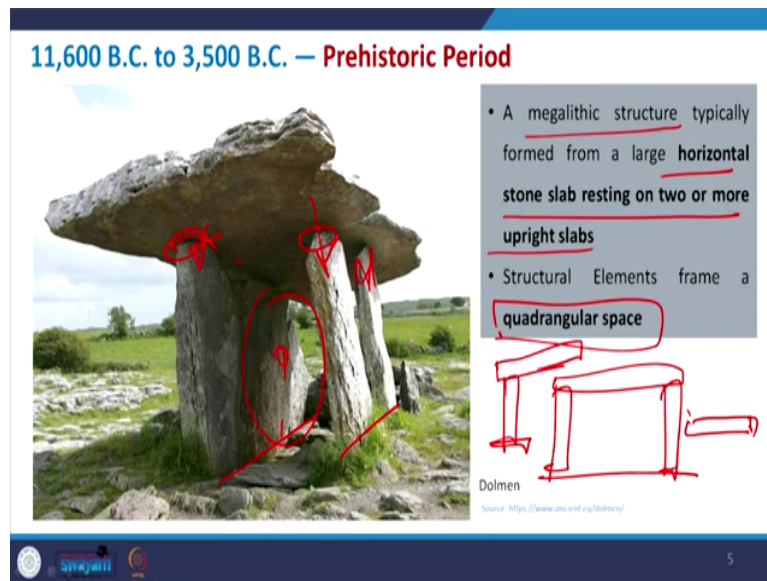 11,600 B.C. to 3,500 B.C. — Prehistoric Period
• A megalithic structure typically
formed from a large horizontal
stone slab resting on two or more
upright slabs
• Structural Elements frame a
quadrangular space
Dolmen
Source: https://www.ancient.eu/dolmen/
swayam
5